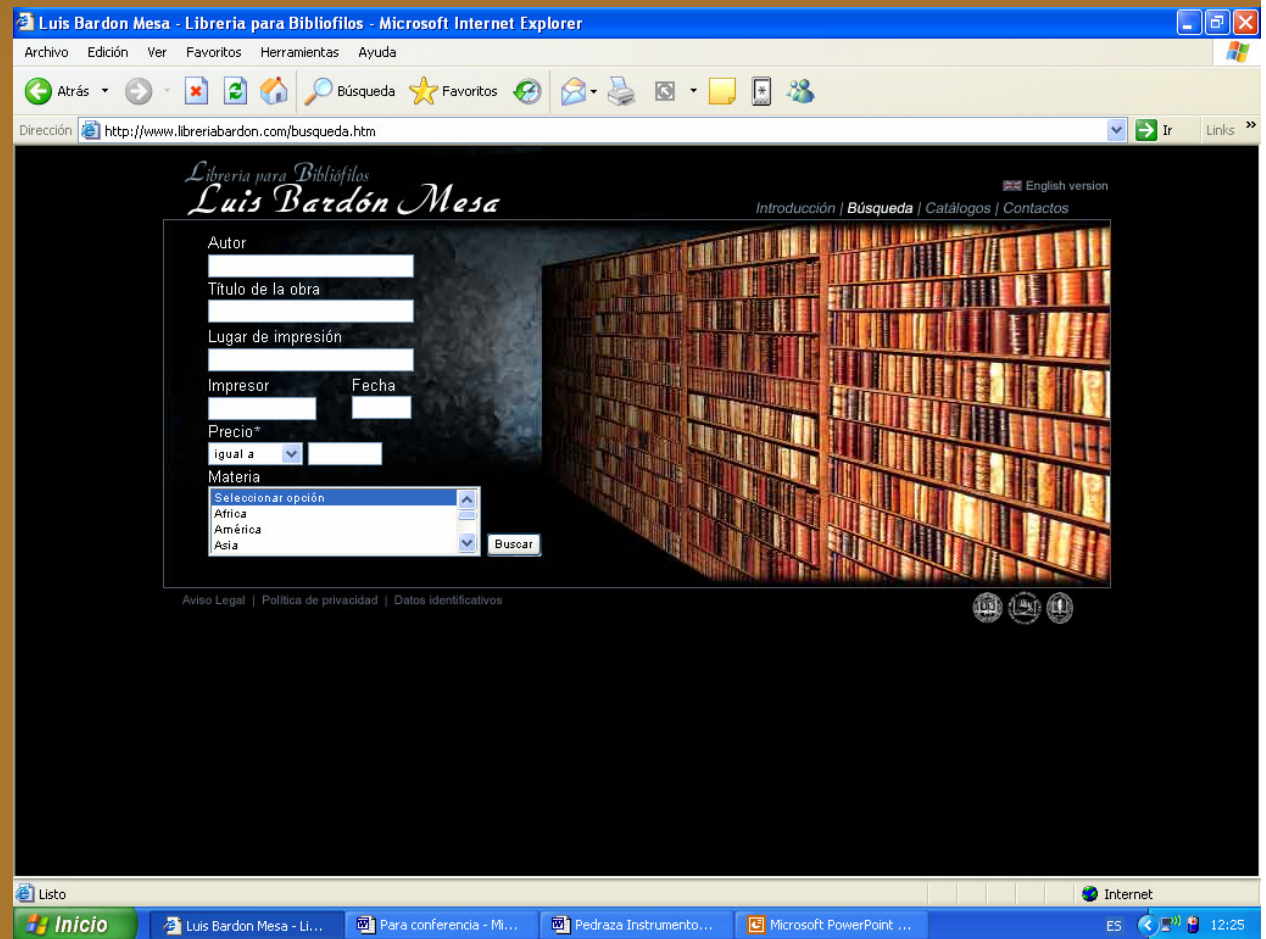 Luis Bardon Mesa - Libreria para Bibliofilos - Microsoft Internet Explorer
Archivo Edición Ver Favoritos Herramientas Ayuda
Atrás Búsqueda Favoritos
Dirección http://www.libreriabardon.com/busqueda.htm Ir Links »
Librería para Bibliófilos
Luis Bardón Mesa
English version
Introducción | Búsqueda | Catálogos | Contactos
Autor
Título de la obra
Lugar de impresión
Impresor Fecha
Precio*
igual a
Materia
Seleccionar opción
Africa
América
Asia
Buscar
Aviso Legal | Política de privacidad | Datos identificativos
Listo Internet
Inicio Luis Bardon Mesa - Li... Para conferencia - Mi... Pedraza Instrumento... Microsoft PowerPoint ... ES 12:25